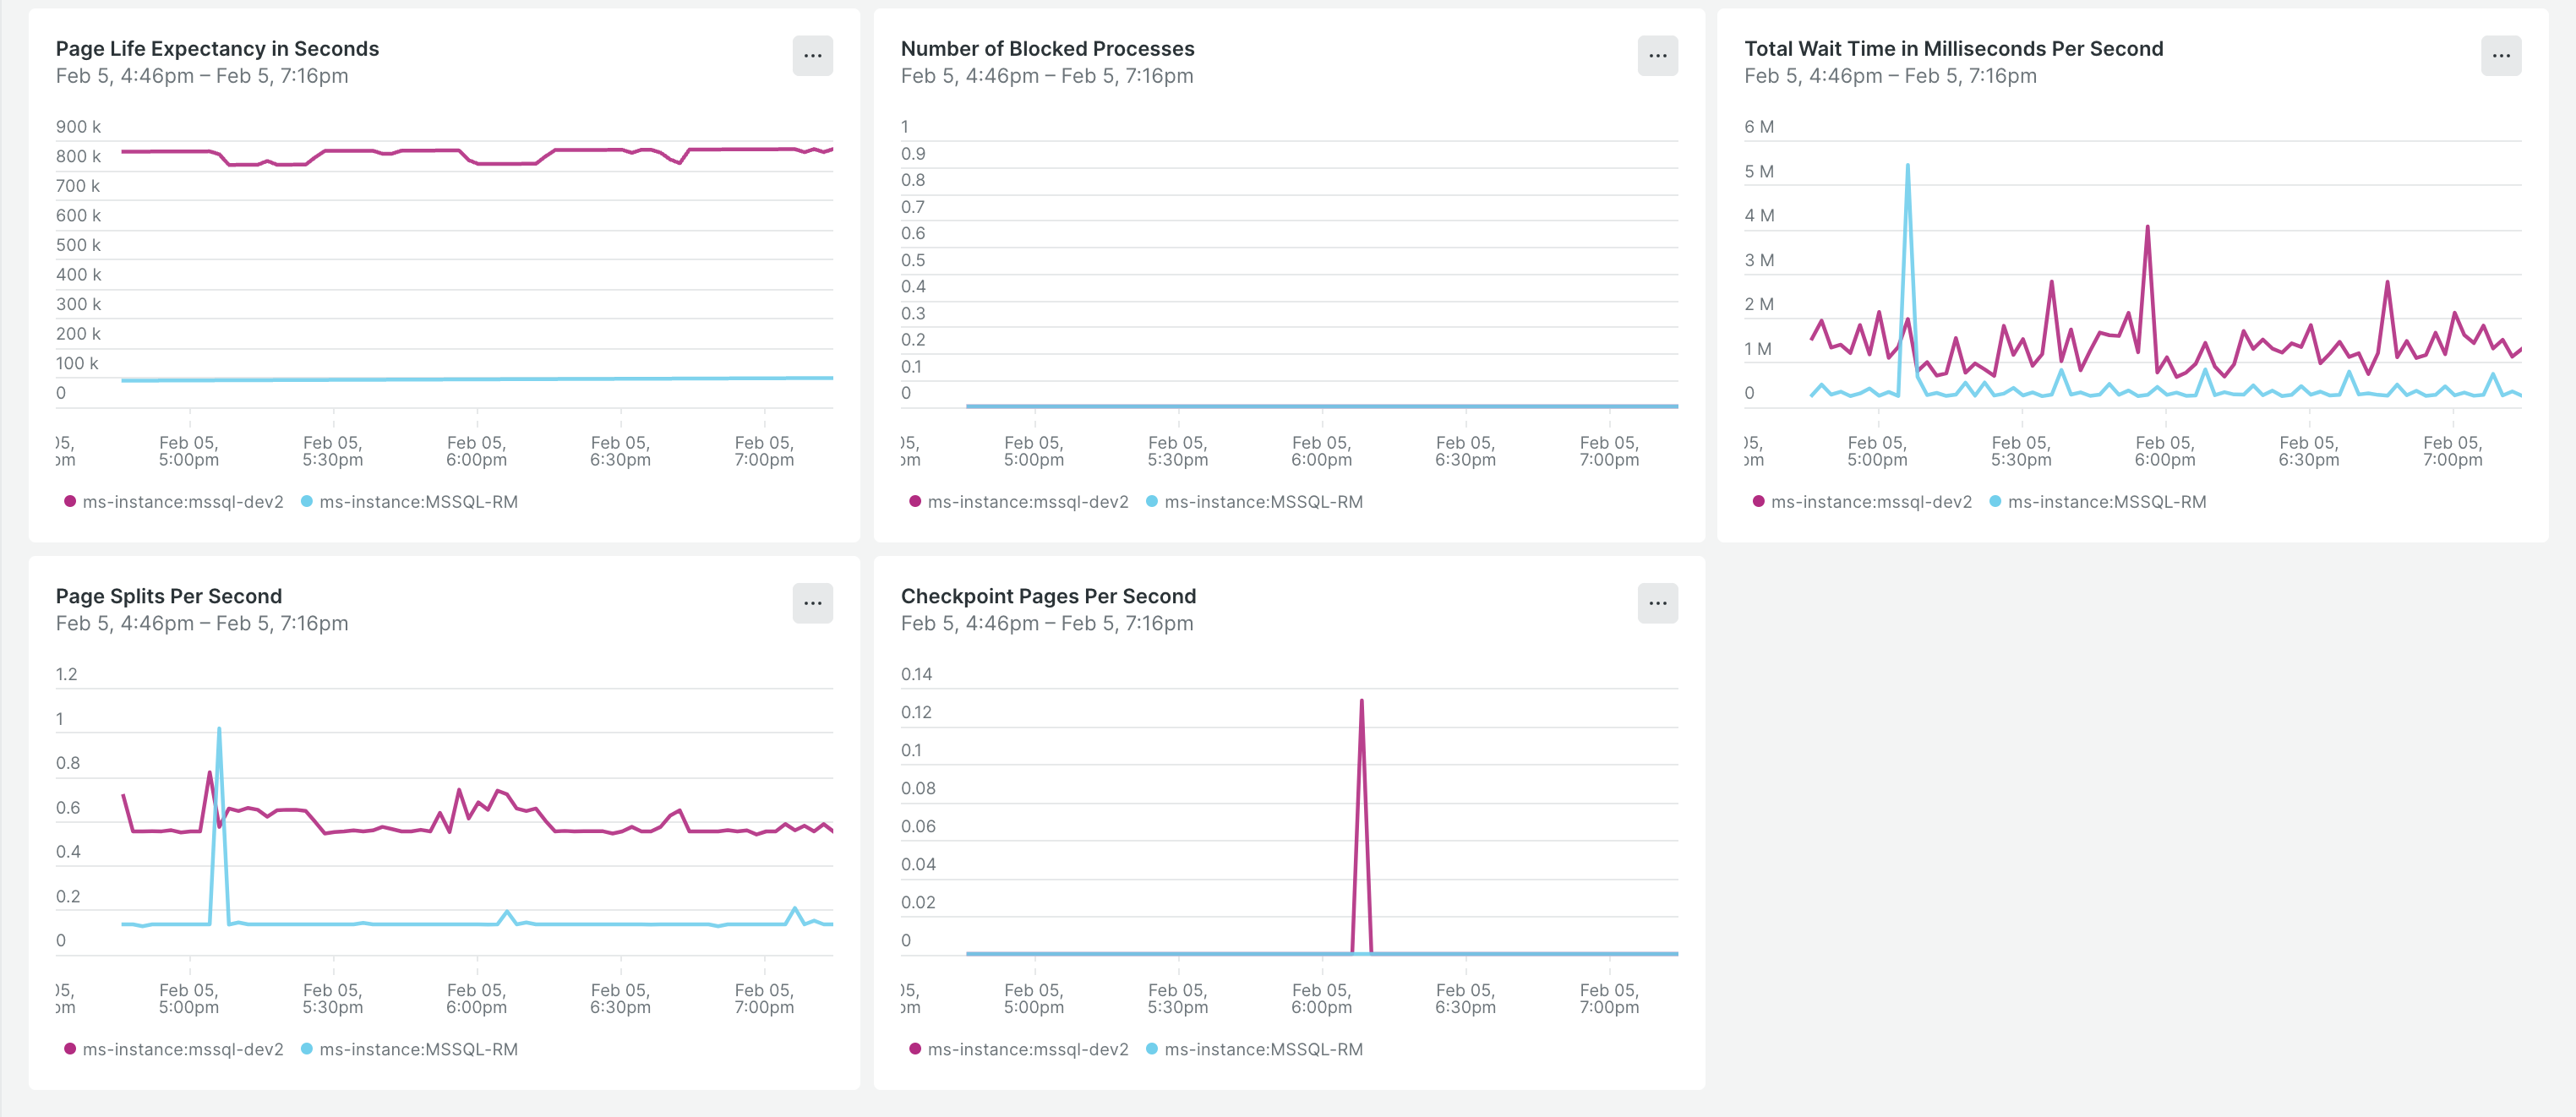 Page Life Expectancy in Seconds
Feb 5, 4:46pm – Feb 5, 7:16pm
...
900 k
800 k
700 k
600 k
500 k
400 k
300 k
200 k
100 k
0
05,
pm
Feb 05,
5:00pm
Feb 05,
5:30pm
Feb 05,
6:00pm
Feb 05,
6:30pm
Feb 05,
7:00pm
ms-instance:mssql-dev2 ms-instance:MSSQL-RM
Number of Blocked Processes
Feb 5, 4:46pm – Feb 5, 7:16pm
...
1
0.9
0.8
0.7
0.6
0.5
0.4
0.3
0.2
0.1
0
05,
pm
Feb 05,
5:00pm
Feb 05,
5:30pm
Feb 05,
6:00pm
Feb 05,
6:30pm
Feb 05,
7:00pm
ms-instance:mssql-dev2 ms-instance:MSSQL-RM
Total Wait Time in Milliseconds Per Second
Feb 5, 4:46pm – Feb 5, 7:16pm
...
6 M
5 M
4 M
3 M
2 M
1 M
0
05,
pm
Feb 05,
5:00pm
Feb 05,
5:30pm
Feb 05,
6:00pm
Feb 05,
6:30pm
Feb 05,
7:00pm
ms-instance:mssql-dev2 ms-instance:MSSQL-RM
Page Splits Per Second
Feb 5, 4:46pm – Feb 5, 7:16pm
...
1.2
1
0.8
0.6
0.4
0.2
0
05,
pm
Feb 05,
5:00pm
Feb 05,
5:30pm
Feb 05,
6:00pm
Feb 05,
6:30pm
Feb 05,
7:00pm
ms-instance:mssql-dev2 ms-instance:MSSQL-RM
Checkpoint Pages Per Second
Feb 5, 4:46pm – Feb 5, 7:16pm
...
0.14
0.12
0.1
0.08
0.06
0.04
0.02
0
05,
pm
Feb 05,
5:00pm
Feb 05,
5:30pm
Feb 05,
6:00pm
Feb 05,
6:30pm
Feb 05,
7:00pm
ms-instance:mssql-dev2 ms-instance:MSSQL-RM